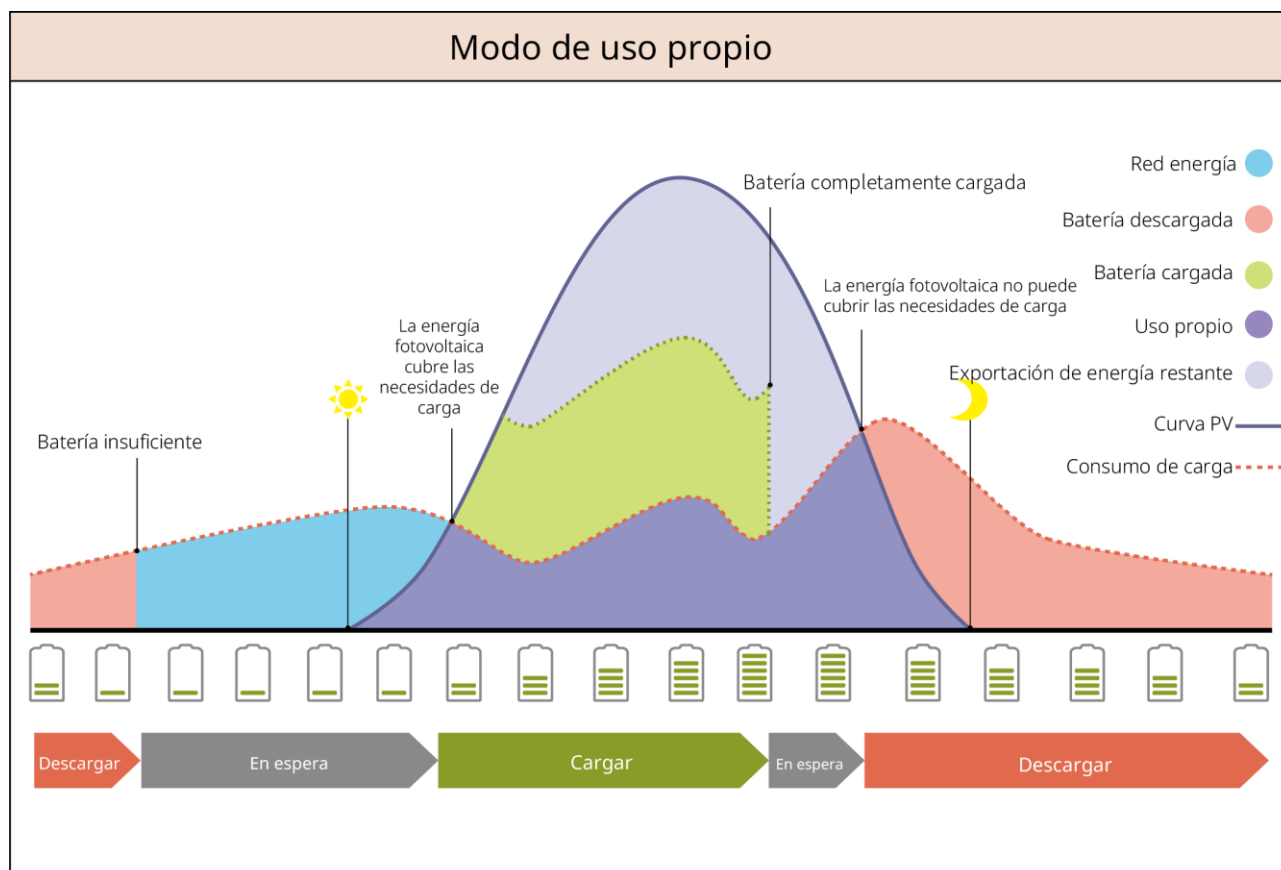 Modo de uso propio
Red energía
Batería completamente cargada
Batería descargada
Batería cargada
La energía fotovoltaica no puede
cubrir las necesidades de carga
Uso propio
La energía
fotovoltaica
cubre las
necesidades de
carga
Exportación de energía restante
Curva PV
Batería insuficiente
Consumo de carga
Descargar
En espera
Cargar
En espera
Descargar